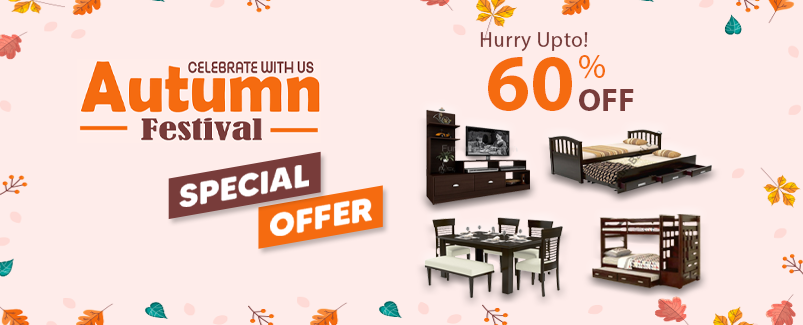 CELEBRATE WITH US
Autumn
Festival
SPECIAL
OFFER
Hurry Upto!
60% OFF